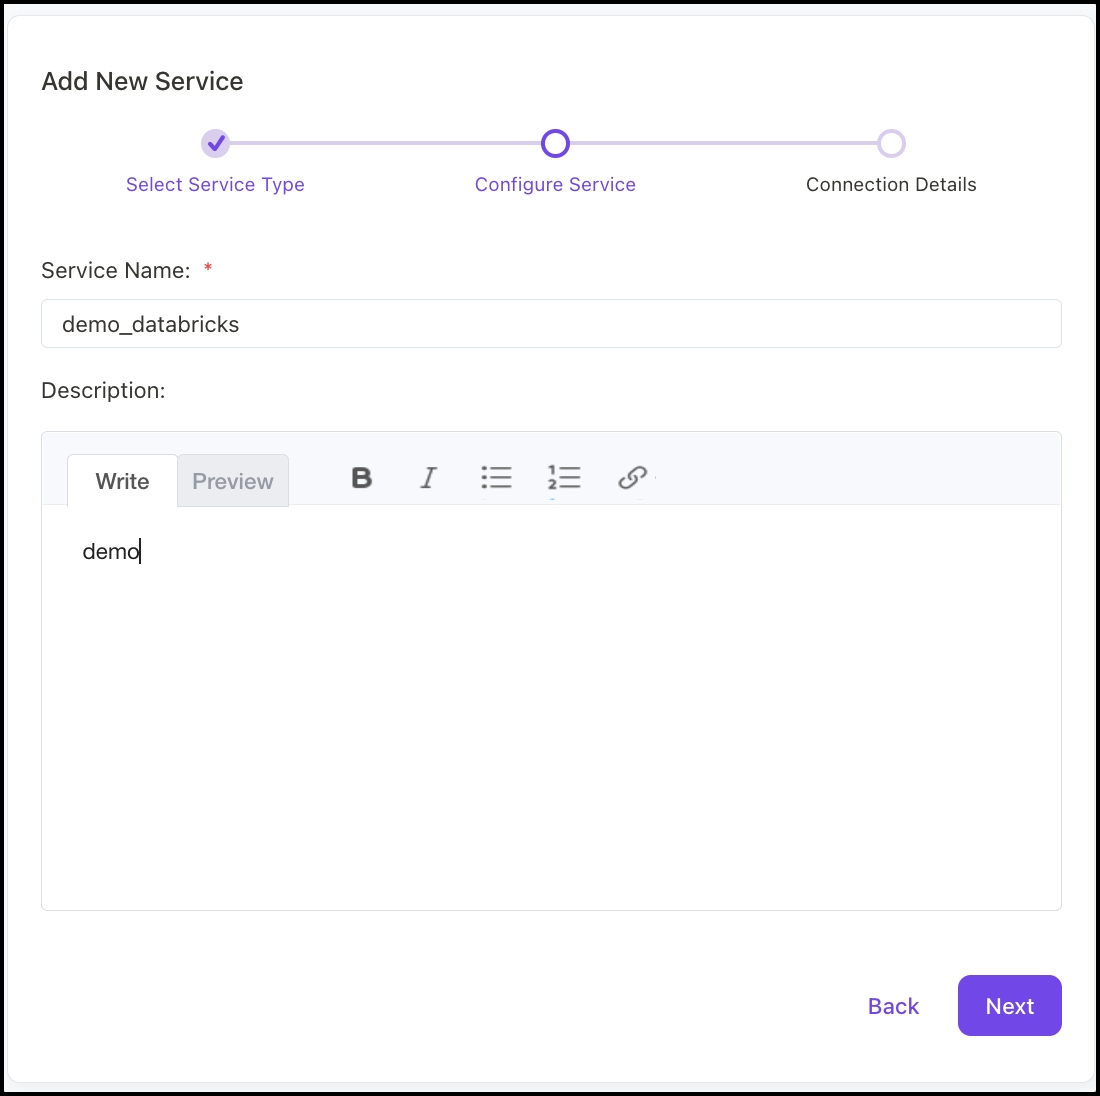 Add New Service
Select Service Type
Configure Service
Connection Details
Service Name: *
demo_databricks
Description:
Write
Preview
B
I
demo
Back
Next